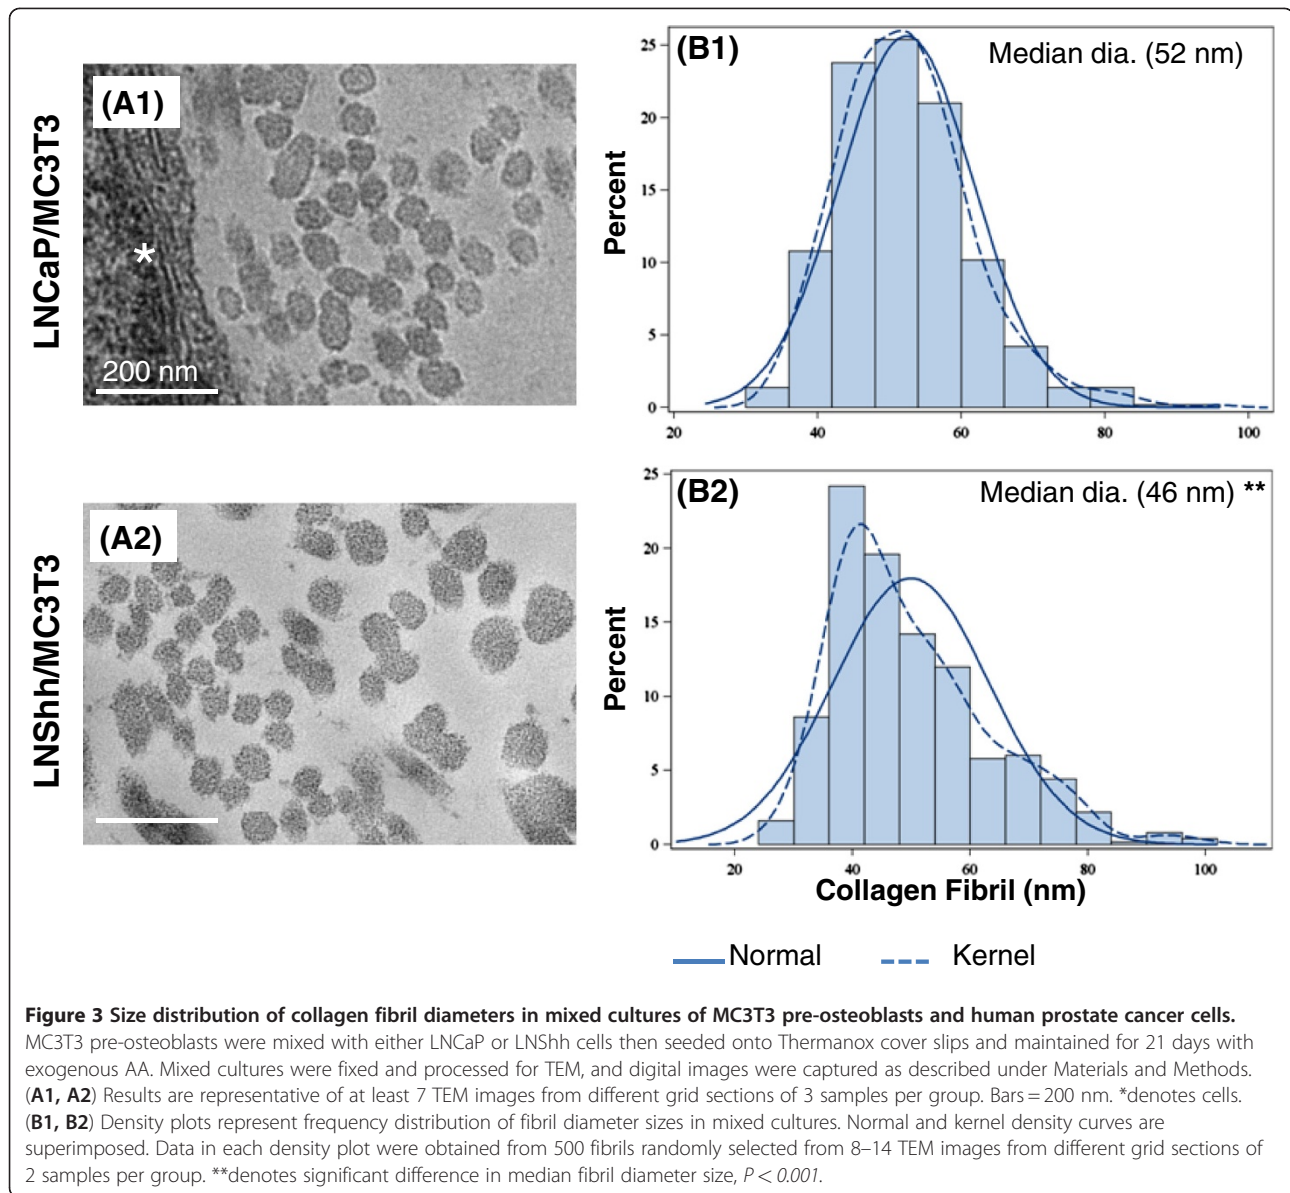 LNCaP/MC3T3
(A1)
*
200 nm
(B1)
Median dia. (52 nm)
Percent
25
20
15
10
5
0
20 40 60 80 100
LNShh/MC3T3
(A2)
(B2)
Median dia. (46 nm) **
Percent
25
20
15
10
5
0
20 40 60 80 100
Collagen Fibril (nm)
Normal Kernel
Figure 3 Size distribution of collagen fibril diameters in mixed cultures of MC3T3 pre-osteoblasts and human prostate cancer cells.
MC3T3 pre-osteoblasts were mixed with either LNCaP or LNShh cells then seeded onto Thermanox cover slips and maintained for 21 days with
exogenous AA. Mixed cultures were fixed and processed for TEM, and digital images were captured as described under Materials and Methods.
(A1, A2) Results are representative of at least 7 TEM images from different grid sections of 3 samples per group. Bars = 200 nm. *denotes cells.
(B1, B2) Density plots represent frequency distribution of fibril diameter sizes in mixed cultures. Normal and kernel density curves are
superimposed. Data in each density plot were obtained from 500 fibrils randomly selected from 8–14 TEM images from different grid sections of
2 samples per group. **denotes significant difference in median fibril diameter size, P < 0.001.